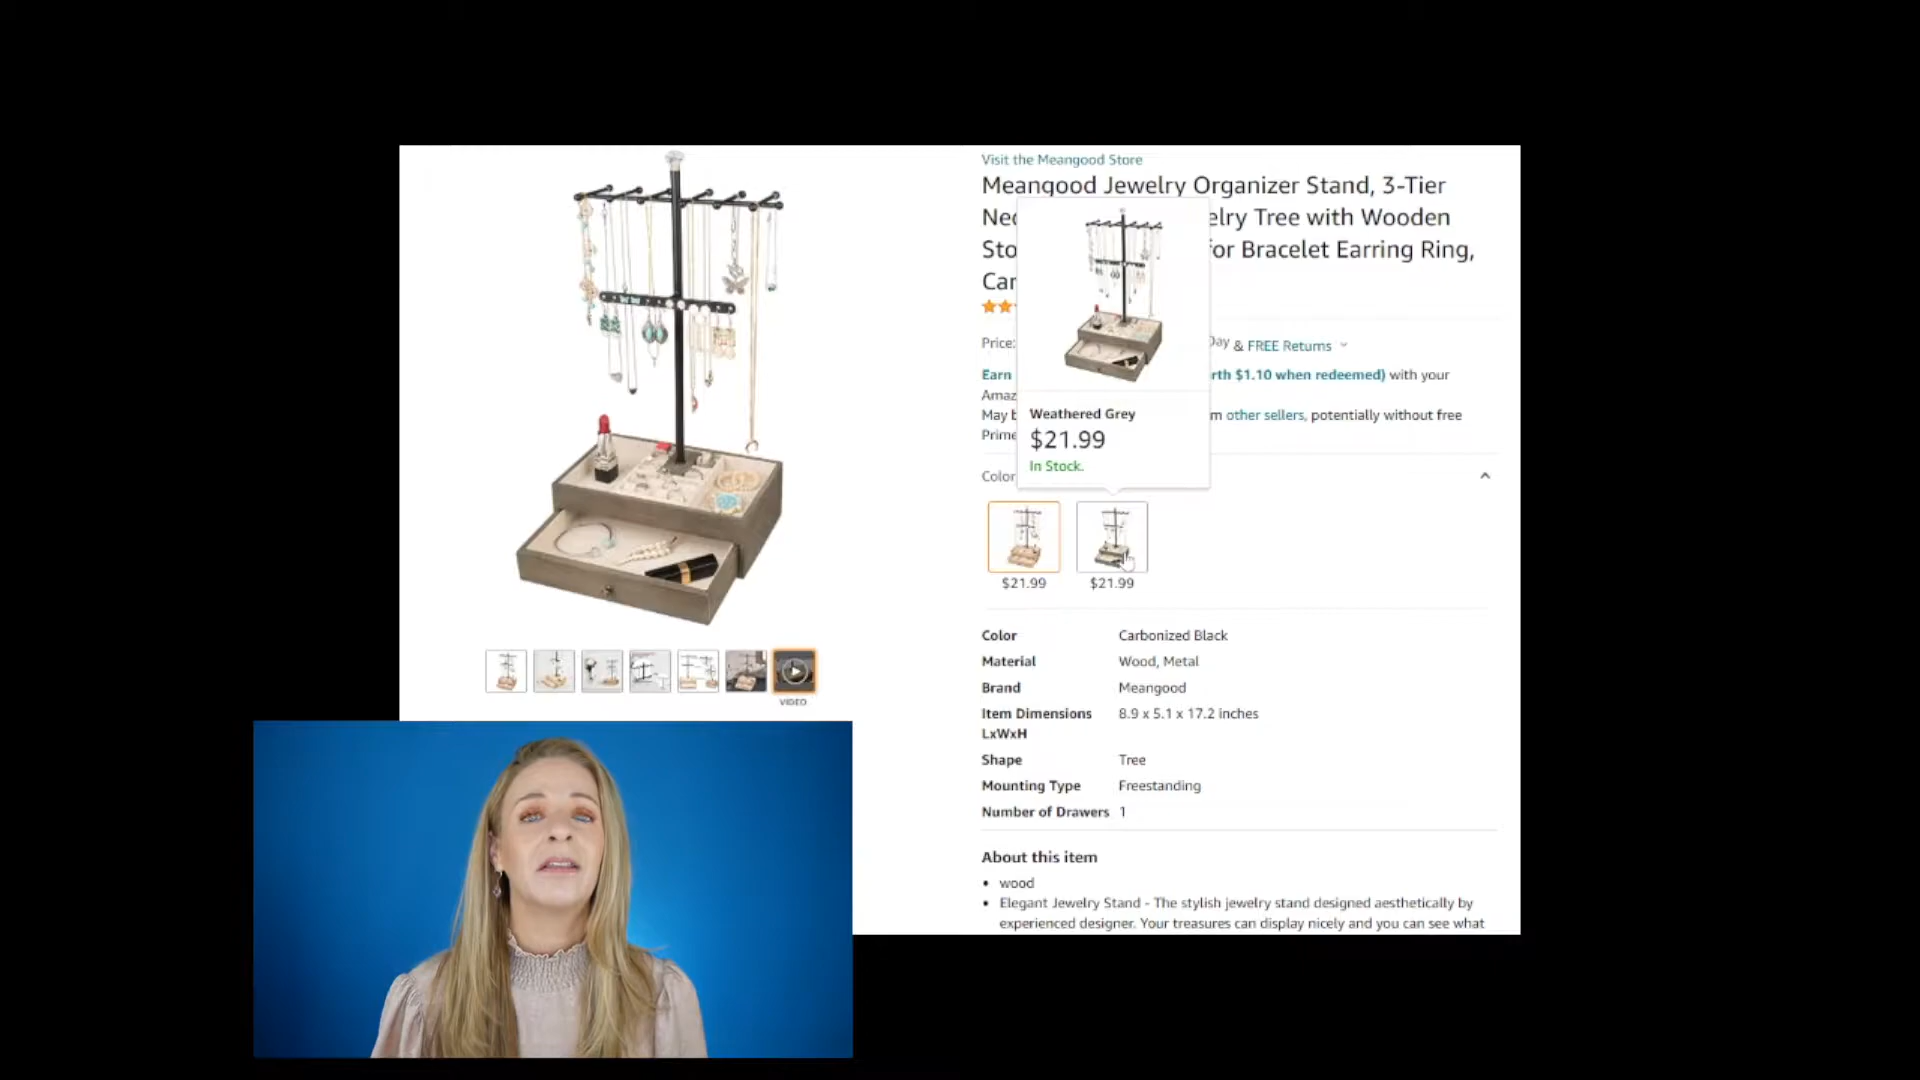 Visit the Meangood Store
Meangood Jewelry Organizer Stand, 3-Tier
Nec elry Tree with Wooden
Sto for Bracelet Earring Ring,
Car
Price: Day & FREE Returns
Earn rth $1.10 when redeemed) with your
Amaz
May b m other sellers, potentially without free
Prime
Weathered Grey
$21.99
In Stock.
Color
$21.99 $21.99
VIDEO
Color Carbonized Black
Material Wood, Metal
Brand Meangood
Item Dimensions 8.9 x 5.1 x 17.2 inches
LxWxH
Shape Tree
Mounting Type Freestanding
Number of Drawers 1
About this item
• wood
• Elegant Jewelry Stand - The stylish jewelry stand designed aesthetically by
experienced designer. Your treasures can display nicely and you can see what